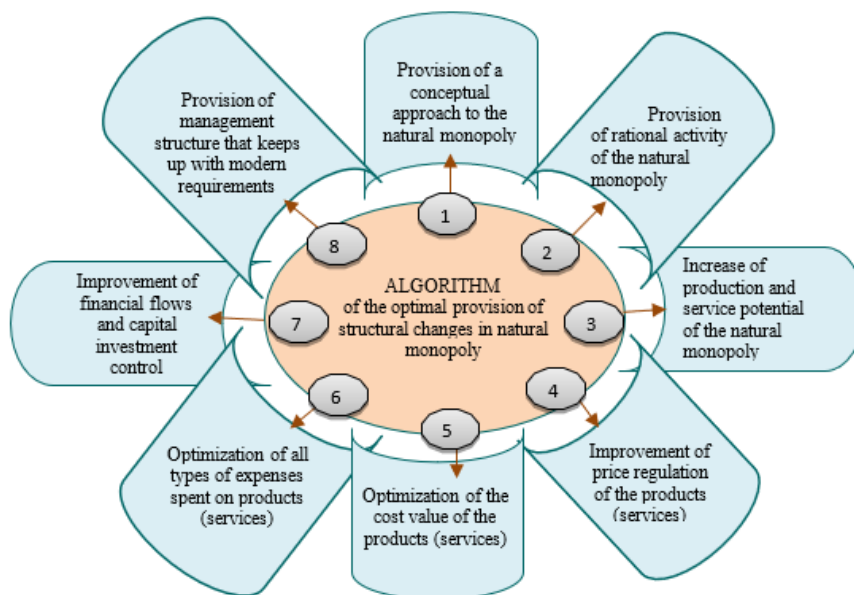 ALGORITHM
of the optimal provision of
structural changes in natural
monopoly
1
Provision of a
conceptual
approach to the
natural monopoly
2
Provision
of rational activity
of the natural
monopoly
3
Increase of
production and
service potential
of the natural
monopoly
4
Improvement of
price regulation
of the products
(services)
5
Optimization of the
cost value of the
products (services)
6
Optimization of all
types of expenses
spent on products
(services)
7
Improvement of
financial flows
and capital
investment
control
8
Provision of
management
structure that keeps
up with modern
requirements